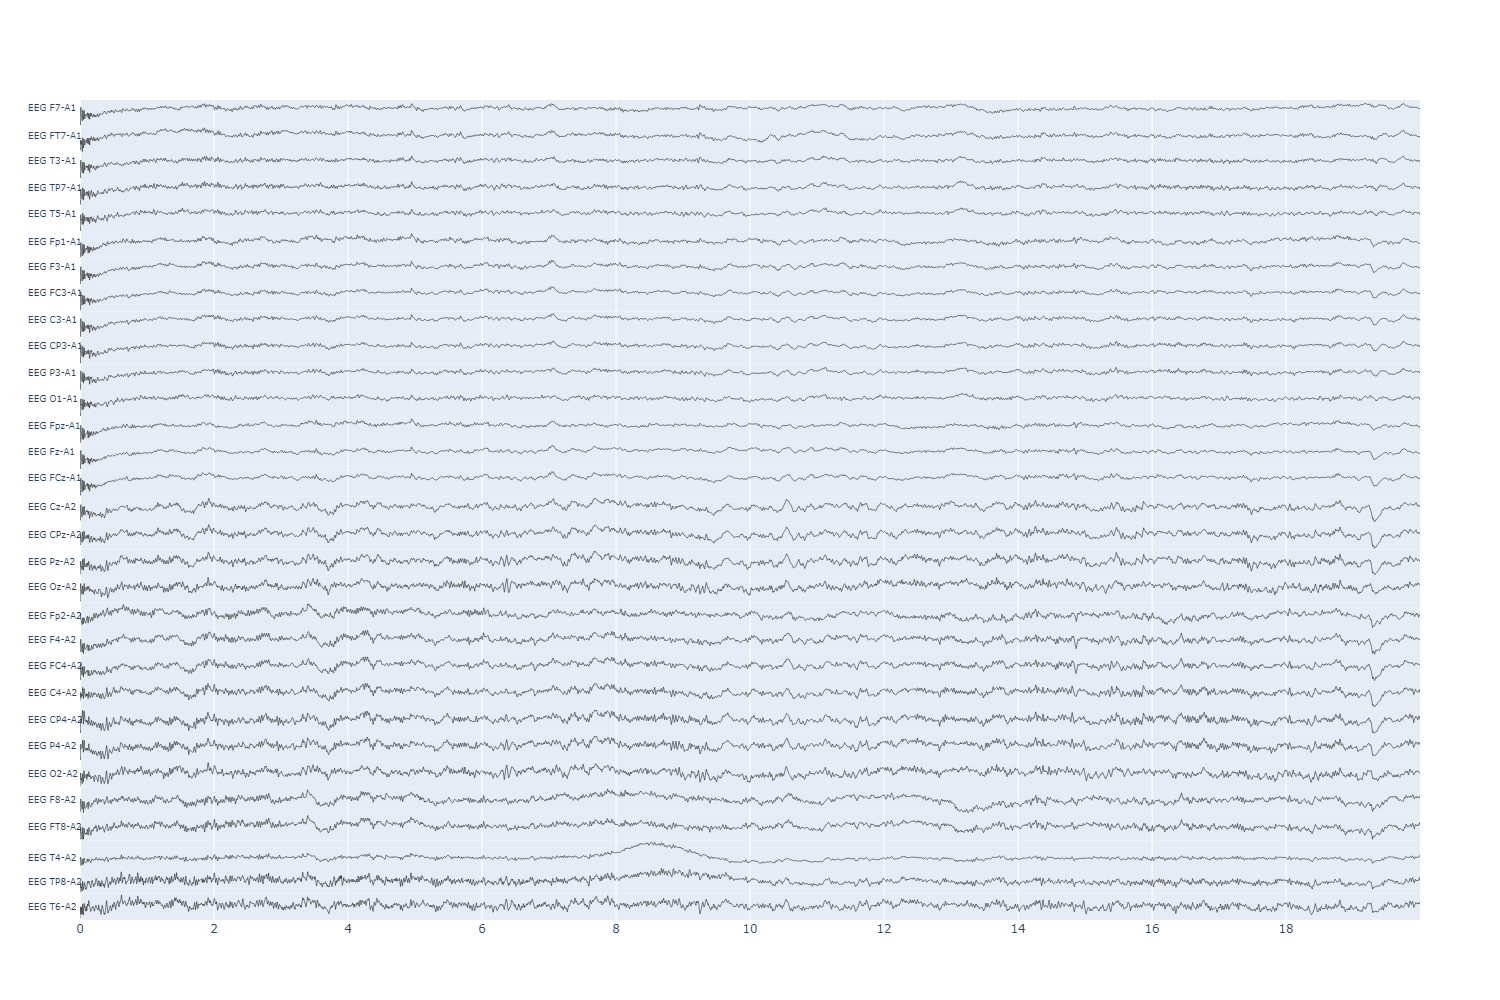 EEG F7-A1
EEG FT7-A1
EEG T3-A1
EEG TP7-A1
EEG T5-A1
EEG Fp1-A1
EEG F3-A1
EEG FC3-A1
EEG C3-A1
EEG CP3-A1
EEG P3-A1
EEG O1-A1
EEG Fpz-A1
EEG Fz-A1
EEG FCz-A1
EEG Cz-A2
EEG CPz-A2
EEG Pz-A2
EEG Oz-A2
EEG Fp2-A2
EEG F4-A2
EEG FC4-A2
EEG C4-A2
EEG CP4-A2
EEG P4-A2
EEG O2-A2
EEG F8-A2
EEG FT8-A2
EEG T4-A2
EEG TP8-A2
EEG T6-A2
0 2 4 6 8 10 12 14 16 18